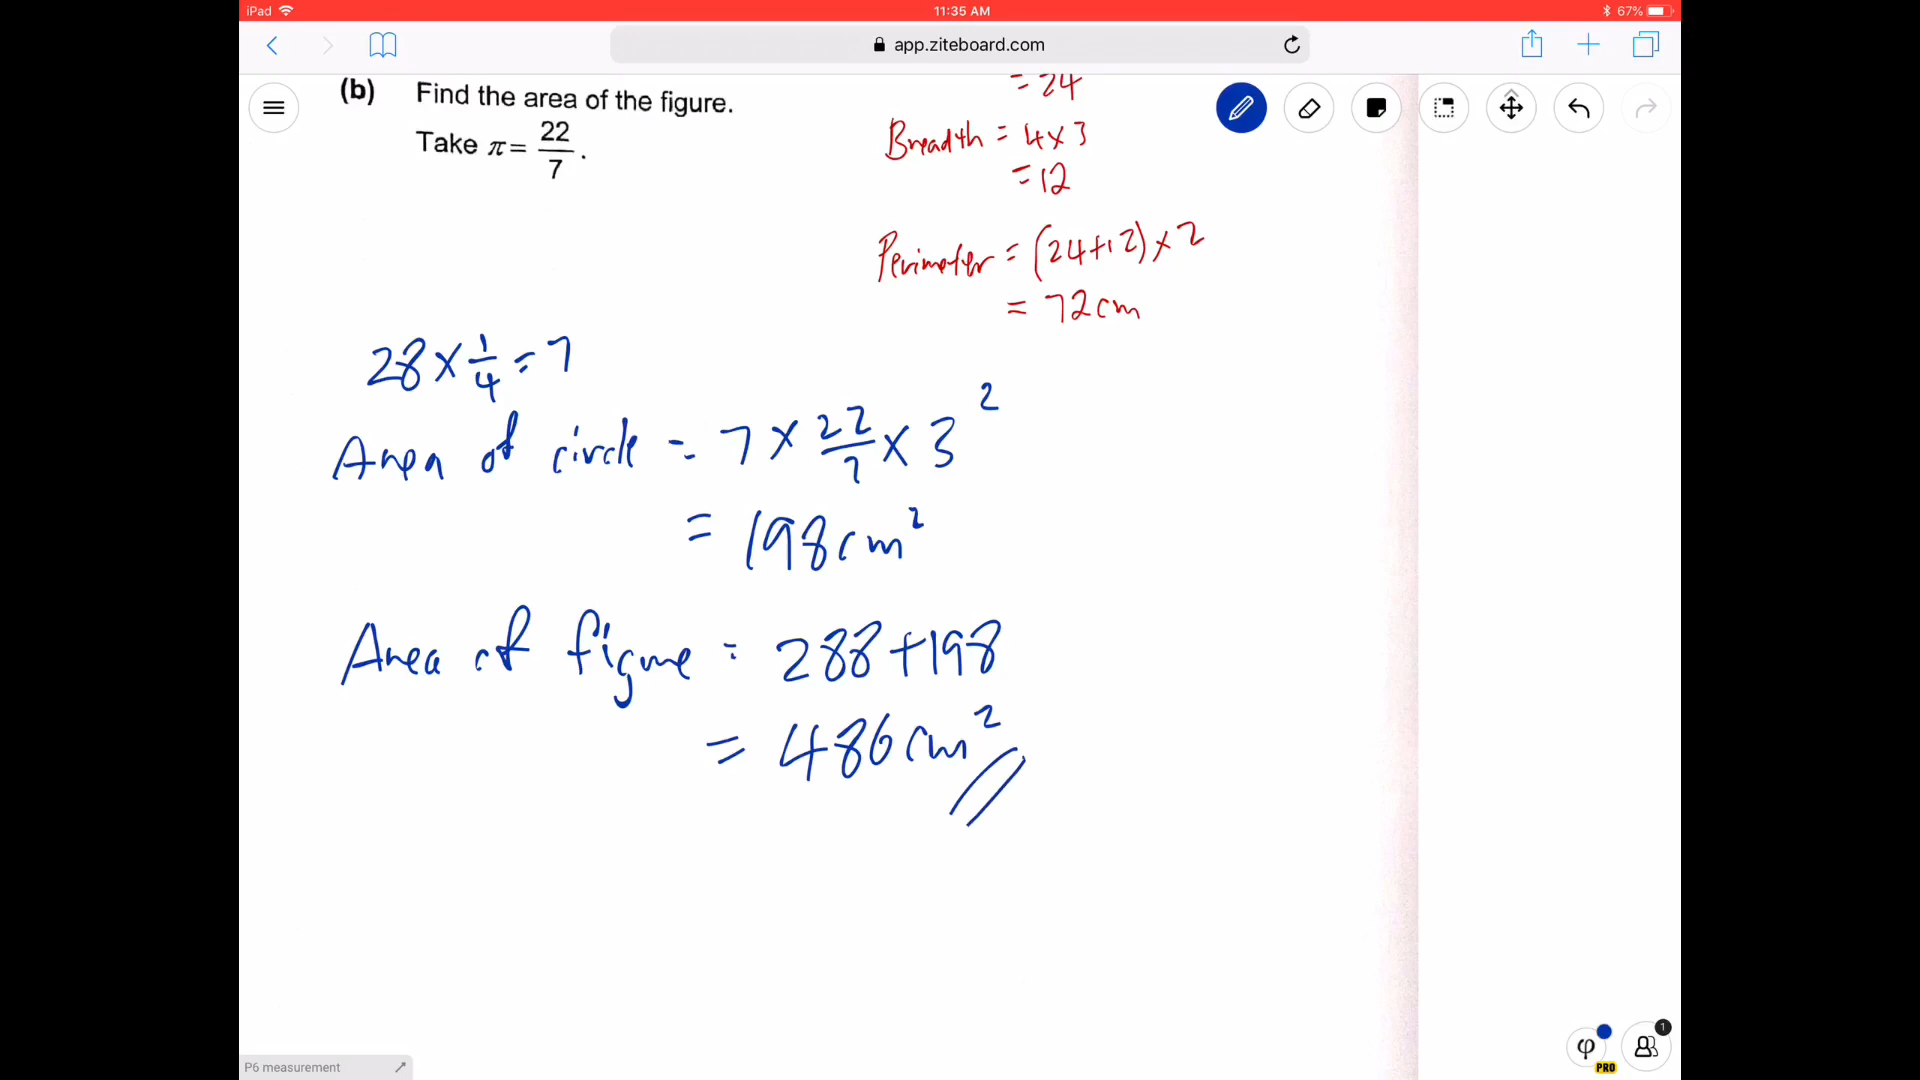 iPad
11:35 AM
67%
app.ziteboard.com
(b) Find the area of the figure.
Take π = 22/7 .
= 24
Breadth = 4 x 3
= 12
Perimeter = (24+12) x 2
= 72 cm
28 x 1/4 = 7
Area of circle = 7 x 22/7 x 3²
= 198 cm²
Area of figure = 288 + 198
= 486 cm²
1
φ
PRO
P6 measurement